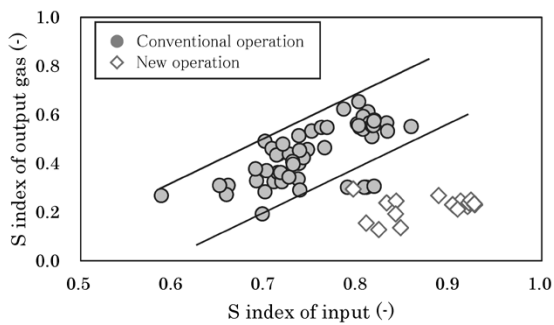 1.0
Conventional operation
New operation
0.8
0.6
0.4
0.2
0.0
S index of output gas (-)
0.5 0.6 0.7 0.8 0.9 1.0
S index of input (-)